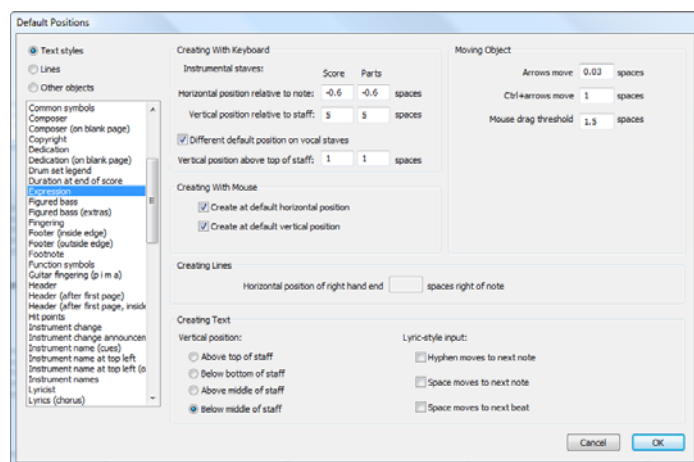 Default Positions
Text styles
Lines
Other objects
Common symbols
Composer
Composer (on blank page)
Copyright
Dedication
Dedication (on blank page)
Drum set legend
Duration at end of score
Expression
Figured bass
Figured bass (extras)
Fingering
Footer (inside edge)
Footer (outside edge)
Footnote
Function symbols
Guitar fingering (p i m a)
Header
Header (after first page)
Header (after first page, inside
Hit points
Instrument change
Instrument change announcen
Instrument name (cues)
Instrument name at top left
Instrument name at top left (o
Instrument names
Lyricist
Lyrics (chorus)
Creating With Keyboard
Instrumental staves:
Score Parts
Horizontal position relative to note: -0.6 -0.6 spaces
Vertical position relative to staff: 5 5 spaces
Different default position on vocal staves
Vertical position above top of staff: 1 1 spaces
Creating With Mouse
Create at default horizontal position
Create at default vertical position
Moving Object
Arrows move 0.03 spaces
Ctrl+arrows move 1 spaces
Mouse drag threshold 1.5 spaces
Creating Lines
Horizontal position of right hand end spaces right of note
Creating Text
Vertical position:
Above top of staff
Below bottom of staff
Above middle of staff
Below middle of staff
Lyric-style input:
Hyphen moves to next note
Space moves to next note
Space moves to next beat
Cancel OK